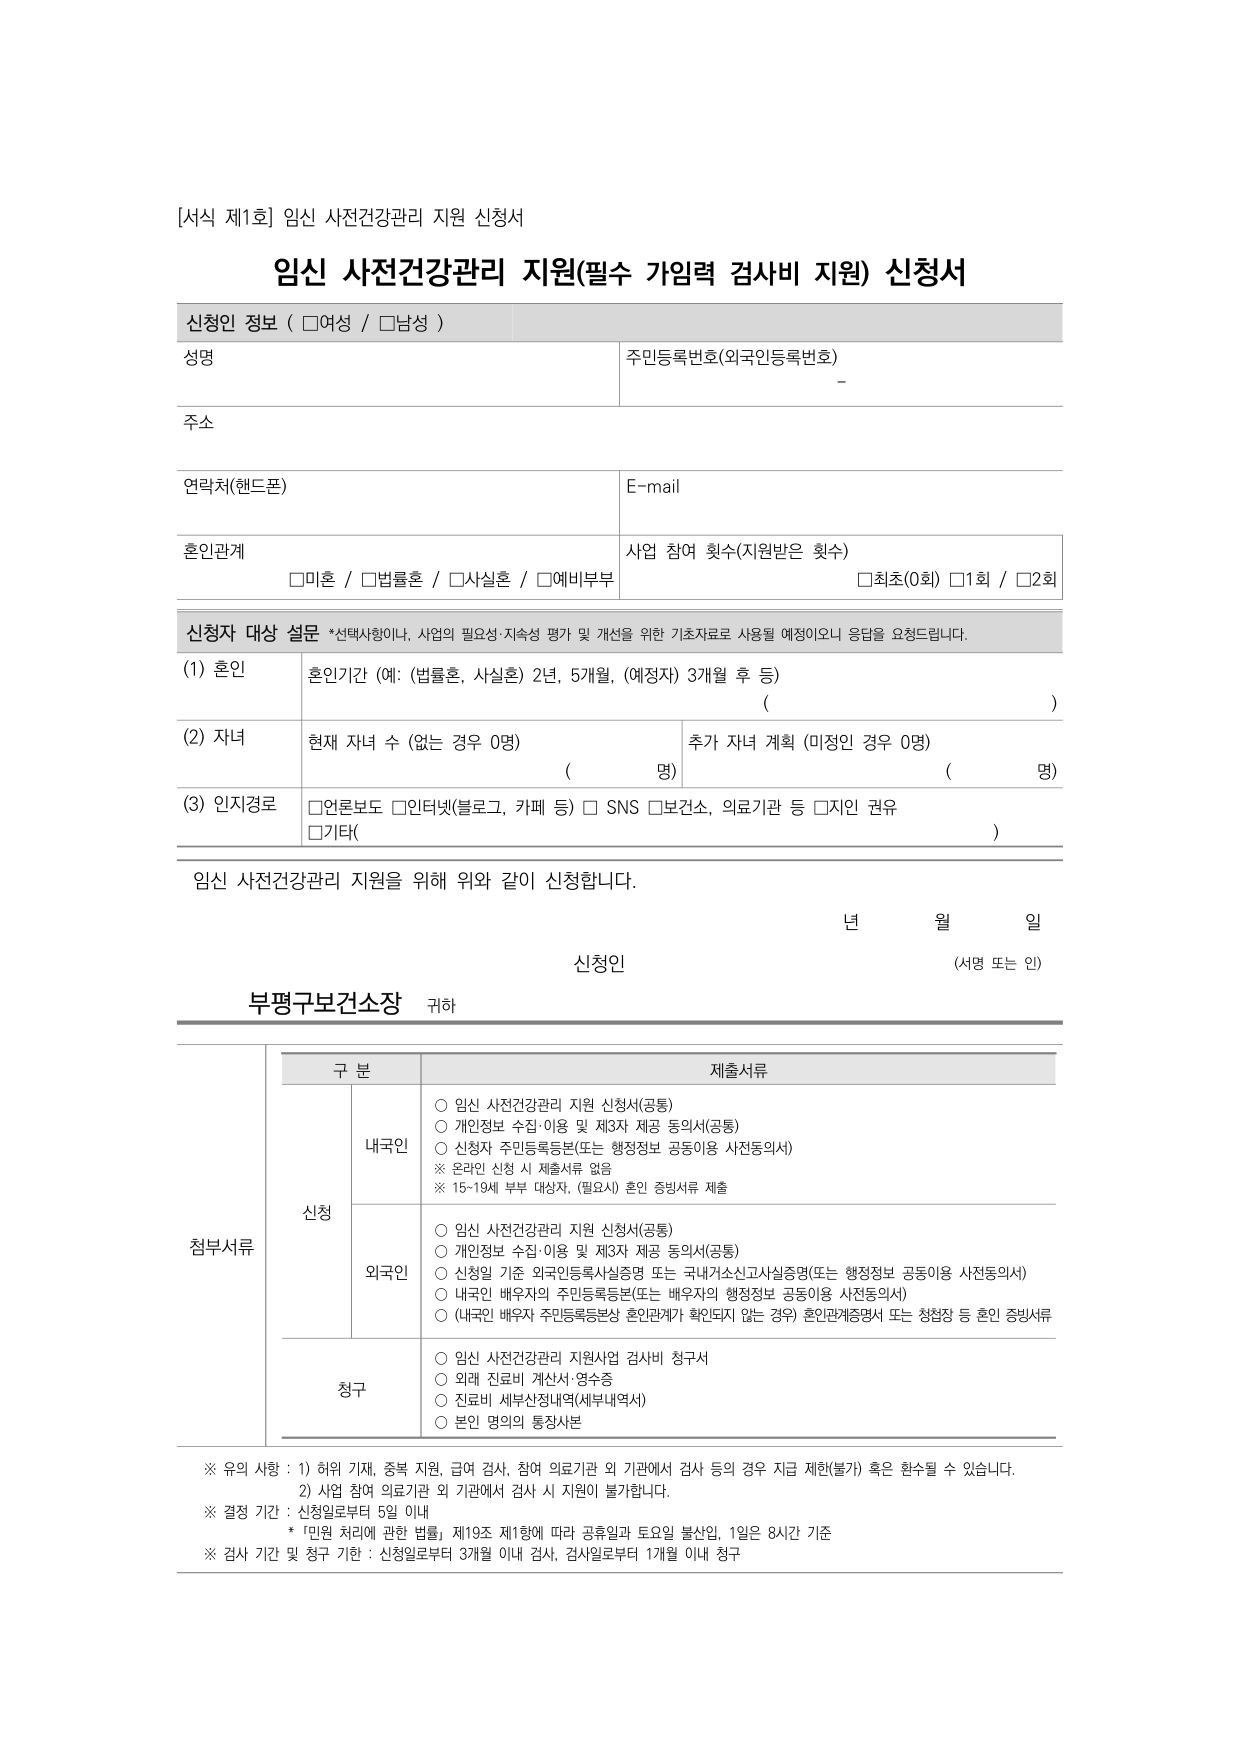 [서식 제1호] 임신 사전건강관리 지원 신청서
임신 사전건강관리 지원(필수 가임력 검사비 지원) 신청서
신청인 정보 ( □여성 / □남성 )
성명
주민등록번호(외국인등록번호)
–
주소
연락처(핸드폰)
E-mail
혼인관계
□미혼 / □법률혼 / □사실혼 / □예비부부
사업 참여 횟수(지원받은 횟수)
□최초(0회) □1회 / □2회
신청자 대상 설문 *선택사항이나, 사업의 필요성·지속성 평가 및 개선을 위한 기초자료로 사용될 예정이오니 응답을 요청드립니다.
(1) 혼인
혼인기간 (예: (법률혼, 사실혼) 2년, 5개월, (예정자) 3개월 후 등)
( )
(2) 자녀
현재 자녀 수 (없는 경우 0명)
( 명)
추가 자녀 계획 (미정인 경우 0명)
( 명)
(3) 인지경로
□언론보도 □인터넷(블로그, 카페 등) □ SNS □보건소, 의료기관 등 □지인 권유
□기타( )
임신 사전건강관리 지원을 위해 위와 같이 신청합니다.
년 월 일
신청인 (서명 또는 인)
부평구보건소장 귀하
첨부서류
구 분
제출서류
신청
내국인
○ 임신 사전건강관리 지원 신청서(공통)
○ 개인정보 수집·이용 및 제3자 제공 동의서(공통)
○ 신청자 주민등록등본(또는 행정정보 공동이용 사전동의서)
※ 온라인 신청 시 제출서류 없음
※ 15~19세 부부 대상자, (필요시) 혼인 증빙서류 제출
외국인
○ 임신 사전건강관리 지원 신청서(공통)
○ 개인정보 수집·이용 및 제3자 제공 동의서(공통)
○ 신청일 기준 외국인등록사실증명 또는 국내거소신고사실증명(또는 행정정보 공동이용 사전동의서)
○ 내국인 배우자의 주민등록등본(또는 배우자의 행정정보 공동이용 사전동의서)
○ (내국인 배우자 주민등록등본상 혼인관계가 확인되지 않는 경우) 혼인관계증명서 또는 청첩장 등 혼인 증빙서류
청구
○ 임신 사전건강관리 지원사업 검사비 청구서
○ 외래 진료비 계산서·영수증
○ 진료비 세부산정내역(세부내역서)
○ 본인 명의의 통장사본
※ 유의 사항 : 1) 허위 기재, 중복 지원, 급여 검사, 참여 의료기관 외 기관에서 검사 등의 경우 지급 제한(불가) 혹은 환수될 수 있습니다.
2) 사업 참여 의료기관 외 기관에서 검사 시 지원이 불가합니다.
※ 결정 기간 : 신청일로부터 5일 이내
*「민원 처리에 관한 법률」 제19조 제1항에 따라 공휴일과 토요일 불산입, 1일은 8시간 기준
※ 검사 기간 및 청구 기한 : 신청일로부터 3개월 이내 검사, 검사일로부터 1개월 이내 청구